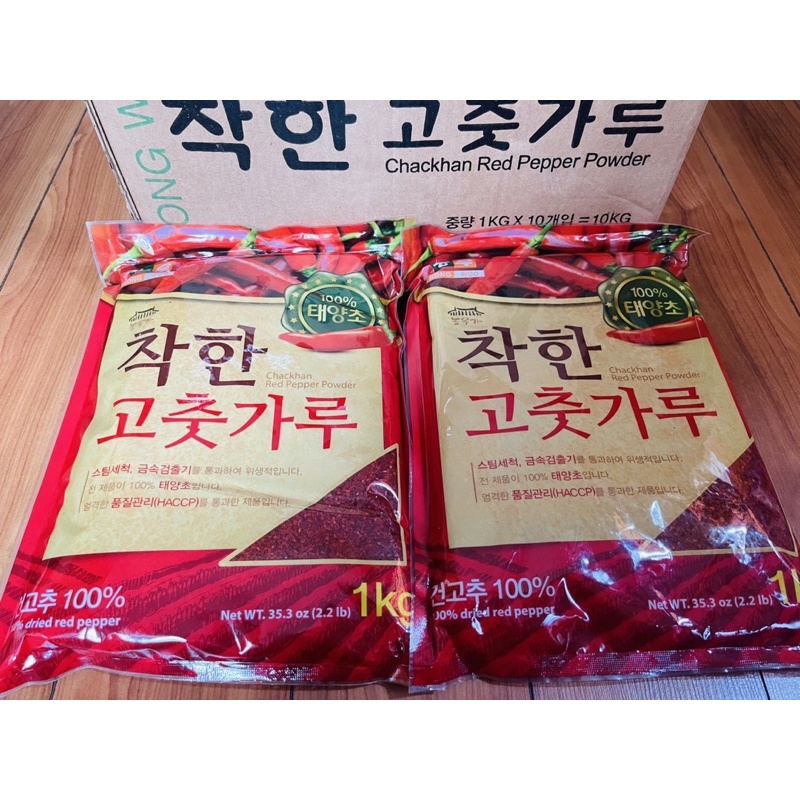 착한 고춧가루
Chackhan Red Pepper Powder
중량 1KG X 10개입 = 10KG
100%
태양초
착한
Chackhan
Red Pepper Powder
고춧가루
스팀세척, 금속검출기를 통과하여 위생적입니다.
전 제품이 100% 태양초입니다.
엄격한 품질관리(HACCP)를 통과한 제품입니다.
건고추 100%
dried red pepper
Net WT. 35.3 oz (2.2 lb)
1kg
100%
태양초
착한
Chackhan
Red Pepper Powder
고춧가루
스팀세척, 금속검출기를 통과하여 위생적입니다.
전 제품이 100% 태양초입니다.
엄격한 품질관리(HACCP)를 통과한 제품입니다.
건고추 100%
dried red pepper
Net WT. 35.3 oz (2.2 lb)